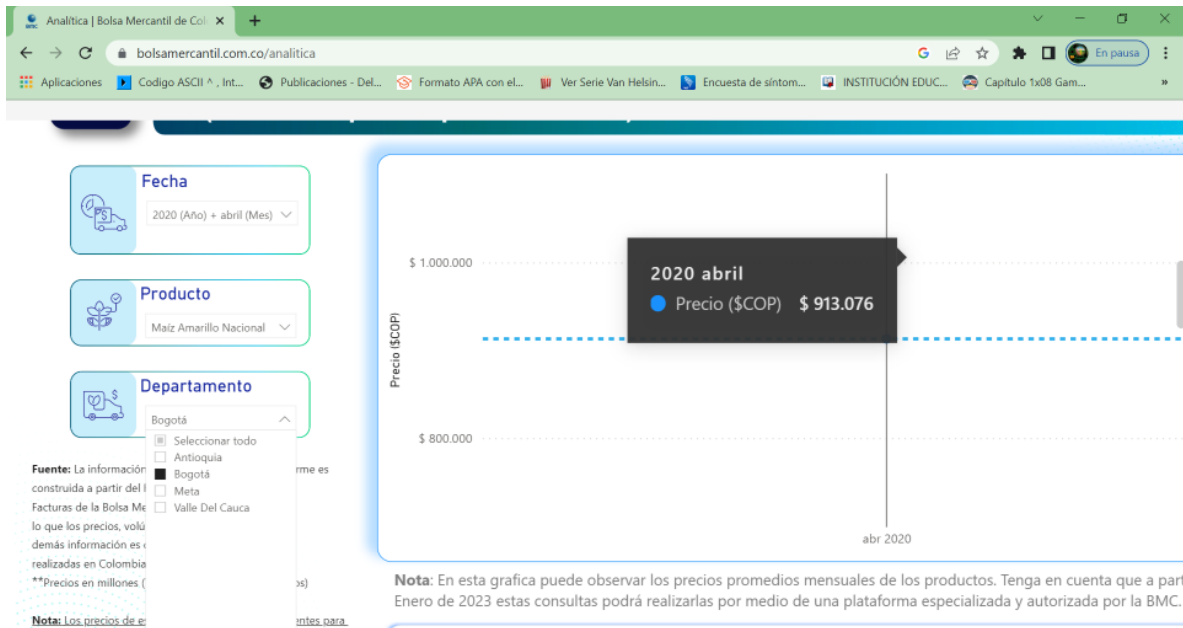 Analítica | Bolsa Mercantil de Col
bolsamercantil.com.co/analitica
En pausa
Aplicaciones
Codigo ASCII ^ , Int...
Publicaciones - Del...
Formato APA con el...
Ver Serie Van Helsin...
Encuesta de síntom...
INSTITUCIÓN EDUC...
Capítulo 1x08 Gam...
Fecha
2020 (Año) + abril (Mes)
Producto
Maíz Amarillo Nacional
Departamento
Bogotá
Seleccionar todo
Antioquia
Bogotá
Meta
Valle Del Cauca
Fuente: La información rme es
construida a partir del
Facturas de la Bolsa Me
lo que los precios, volú
demás información es
realizadas en Colombia
**Precios en millones ( os)
Nota: Los precios de es entes para
$ 1.000.000
$ 800.000
Precio ($COP)
2020 abril
Precio ($COP) $ 913.076
abr 2020
Nota: En esta grafica puede observar los precios promedios mensuales de los productos. Tenga en cuenta que a part
Enero de 2023 estas consultas podrá realizarlas por medio de una plataforma especializada y autorizada por la BMC.